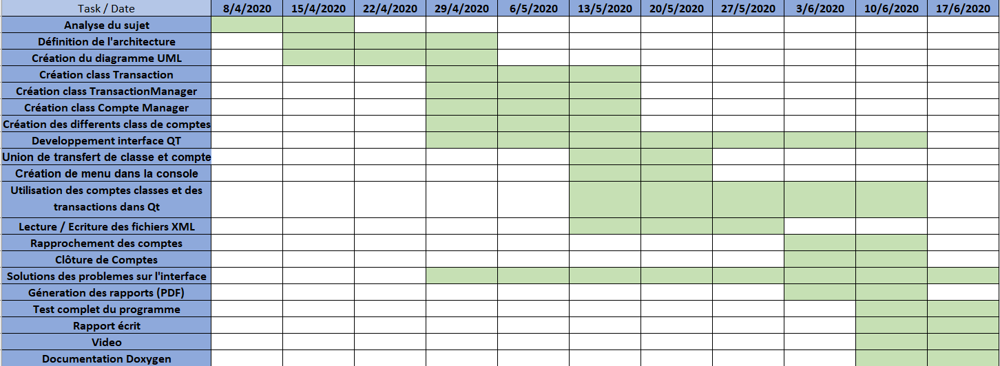 Task / Date 8/4/2020 15/4/2020 22/4/2020 29/4/2020 6/5/2020 13/5/2020 20/5/2020 27/5/2020 3/6/2020 10/6/2020 17/6/2020
Analyse du sujet
Définition de l'architecture
Création du diagramme UML
Création class Transaction
Création class TransactionManager
Création class Compte Manager
Création des differents class de comptes
Developpement interface QT
Union de transfert de classe et compte
Création de menu dans la console
Utilisation des comptes classes et des
transactions dans Qt
Lecture / Ecriture des fichiers XML
Rapprochement des comptes
Clôture de Comptes
Solutions des problemes sur l'interface
Géneration des rapports (PDF)
Test complet du programme
Rapport écrit
Video
Documentation Doxygen